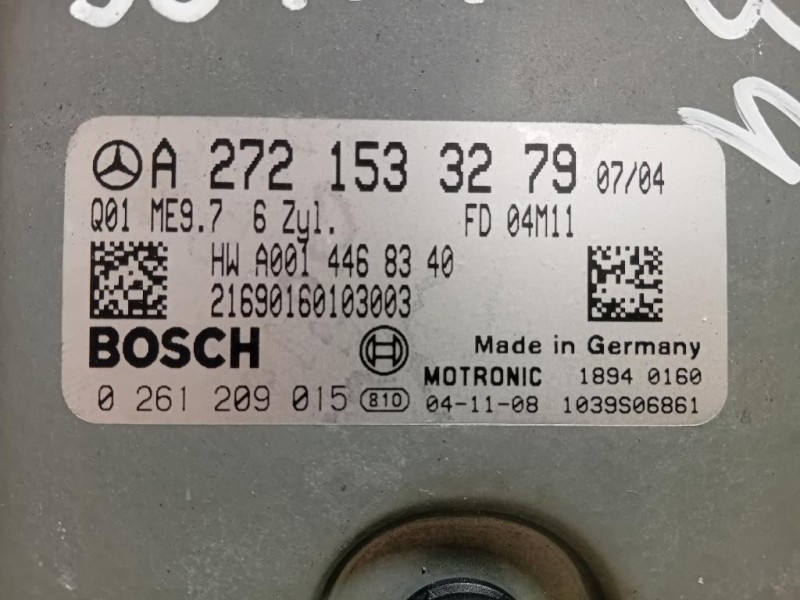 A 272 153 32 79 07/04
Q01 ME9.7 6 Zyl. FD 04M11
HW A001 446 83 40
21690160103003
BOSCH Made in Germany
MOTRONIC 1894 0160
0 261 209 015 810 04-11-08 1039S06861